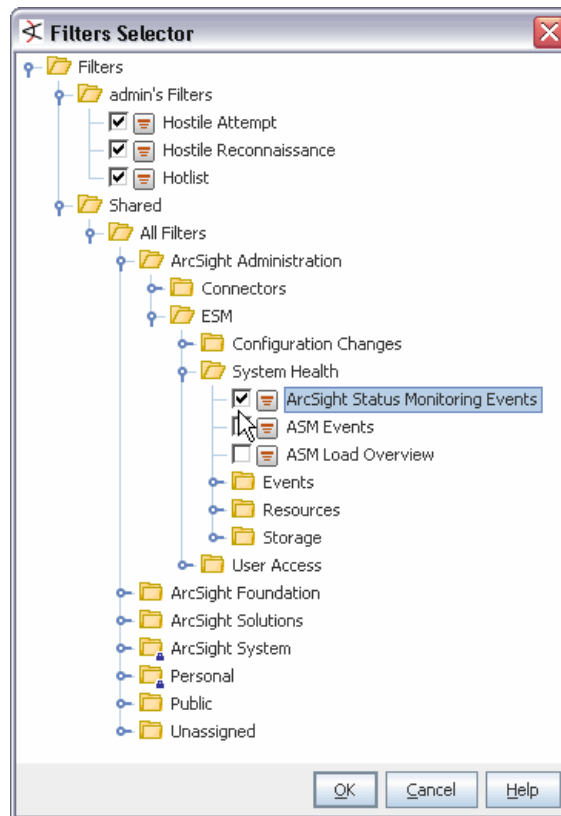 Filters Selector
Filters
admin's Filters
Hostile Attempt
Hostile Reconnaissance
Hotlist
Shared
All Filters
ArcSight Administration
Connectors
ESM
Configuration Changes
System Health
ArcSight Status Monitoring Events
ASM Events
ASM Load Overview
Events
Resources
Storage
User Access
ArcSight Foundation
ArcSight Solutions
ArcSight System
Personal
Public
Unassigned
OK Cancel Help